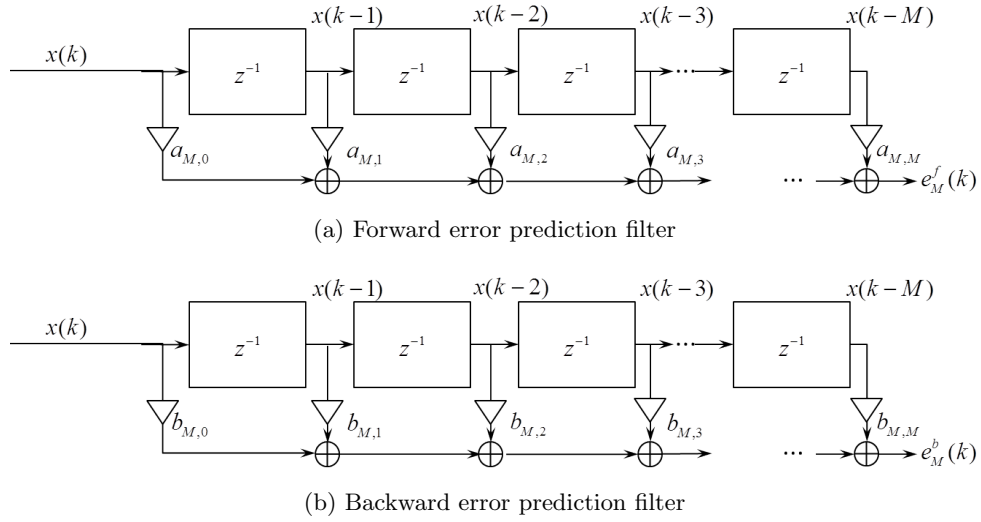 x(k−1) x(k−2) x(k−3) x(k−M)
x(k) z⁻¹ z⁻¹ z⁻¹ ··· z⁻¹
a_{M,0} a_{M,1} a_{M,2} a_{M,3} a_{M,M}
··· e_M^f(k)
(a) Forward error prediction filter
x(k−1) x(k−2) x(k−3) x(k−M)
x(k) z⁻¹ z⁻¹ z⁻¹ ··· z⁻¹
b_{M,0} b_{M,1} b_{M,2} b_{M,3} b_{M,M}
··· e_M^b(k)
(b) Backward error prediction filter